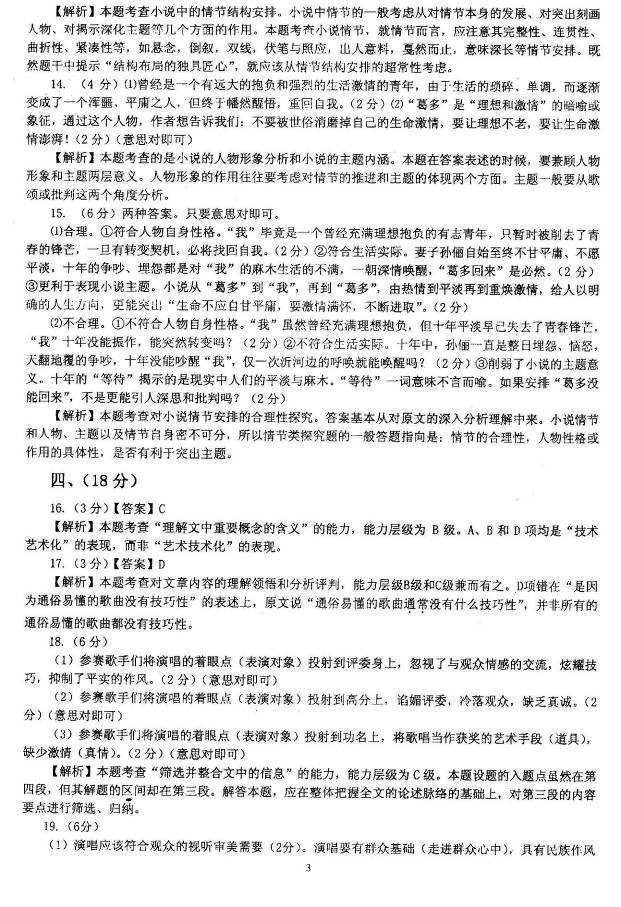 【解析】本题考查小说中的情节结构安排。小说中情节的一般考虑从对情节本身的发展、对突出刻画
人物、对揭示深化主题等几个方面的作用。本题考查小说情节，就情节而言，应注意其完整性、连贯性、
曲折性、紧凑性等，如悬念，倒叙，双线，伏笔与照应，出人意料，戛然而止，意味深长等情节安排。既
然题干中提示“结构布局的独具匠心”，就应该从情节结构安排的超常性考虑。
14. （4 分）⑴曾经是一个有远大的抱负和强烈的生活激情的青年，由于生活的琐碎、单调，而逐渐
变成了一个浑噩、平庸之人，但终于幡然醒悟，重回自我。（2 分）⑵“葛多”是“理想和激情”的暗喻或
象征，通过这个人物，作者想告诉我们：不要被世俗消磨掉自己的生命激情，要让理想不老，要让生命激
情澎湃！（2 分）（意思对即可）
【解析】本题考查的是小说的人物形象分析和小说的主题内涵。本题在答案表述的时候，要兼顾人物
形象和主题两层意义。人物形象的作用往往要考虑对情节的推进和主题的体现两个方面。主题一般要从歌
颂或批判这两个角度分析。
15. （6 分）两种答案。只要意思对即可。
⑴合理。①符合人物自身性格。“我”毕竟是一个曾经充满理想抱负的有志青年，只暂时被削去了青
春的锋芒，一旦有转变契机，必将找回自我。（2 分）②符合生活实际。妻子孙俪自始至终不甘平庸、不愿
平淡，十年的争吵、埋怨都是对“我”的麻木生活的不满，一朝深情唤醒，“葛多回来”是必然。（2 分）
③更利于表现小说主题。小说从“葛多”到“我”，再到“葛多”，由热情到平淡再到重焕激情，给人以明
确的人生方向，更能突出“生命不应自甘平庸，要激情满怀，不断进取”。（2 分）
⑵不合理。①不符合人物自身性格。“我”虽然曾经充满理想抱负，但十年平淡早已失去了青春锋芒，
“我”十年没能振作，能突然转变吗？（2 分）②不符合生活实际。十年中，孙俪一直是整日埋怨、恼怒，
天翻地覆的争吵，十年没能吵醒“我”，仅一次沂河边的呼唤就能唤醒吗？（2 分）③削弱了小说的主题意
义。十年的“等待”揭示的是现实中人们的平淡与麻木。“等待”一词意味不言而喻。如果安排“葛多没
能回来”，不是更能引人深思和批判吗？（2 分）
【解析】本题考查对小说情节安排的合理性探究。答案基本从对原文的深入分析理解中来。小说情节
和人物、主题以及情节自身密不可分，所以情节类探究题的一般答题指向是：情节的合理性，人物性格或
作用的具体性，是否有利于突出主题。
四、（18 分）
16.（3 分）【答案】C
【解析】本题考查“理解文中重要概念的含义”的能力，能力层级为 B 级。A、B 和 D 项均是“技术
艺术化”的表现，而非“艺术技术化”的表现。
17.（3 分）【答案】D
【解析】本题考查对文章内容的理解领悟和分析评判，能力层级B级和C级兼而有之。D项错在“是因
为通俗易懂的歌曲没有技巧性”的表述上，原文说“通俗易懂的歌曲通常没有什么技巧性”，并非所有的
通俗易懂的歌曲都没有技巧性。
18.（6 分）
（1）参赛歌手们将演唱的着眼点（表演对象）投射到评委身上，忽视了与观众情感的交流，炫耀技
巧，抑制了平实的作风。（2 分）（意思对即可）
（2）参赛歌手们将演唱的着眼点（表演对象）投射到高分上，谄媚评委，冷落观众，缺乏真诚。（2
分）（意思对即可）
（3）参赛歌手们将演唱的着眼点（表演对象）投射到功名上，将歌唱当作获奖的艺术手段（道具），
缺少激情（真情）。（2 分）（意思对即可）
【解析】本题考查“筛选并整合文中的信息”的能力，能力层级为 C 级。本题设题的入题点虽然在第
四段，但其解题的区间却在第三段。解答本题，应在整体把握全文的论述脉络的基础上，对第三段的内容
要点进行筛选、归纳。
19.（6分）
（1）演唱应该符合观众的视听审美需要（2分）。演唱要有群众基础（走进群众心中），具有民族作风
3